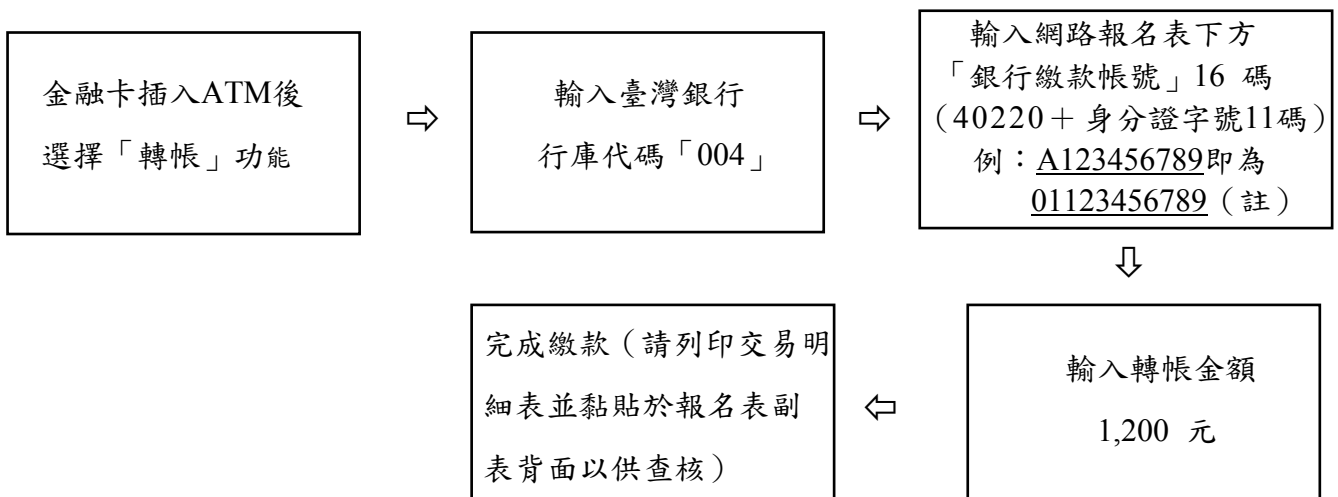 金融卡插入ATM後
選擇「轉帳」功能
⇨
輸入臺灣銀行
行庫代碼「004」
⇨
輸入網路報名表下方
「銀行繳款帳號」16 碼
（40220＋身分證字號11碼）
例：A123456789即為
01123456789（註）
⇩
輸入轉帳金額
1,200 元
⇦
完成繳款（請列印交易明
細表並黏貼於報名表副
表背面以供查核）